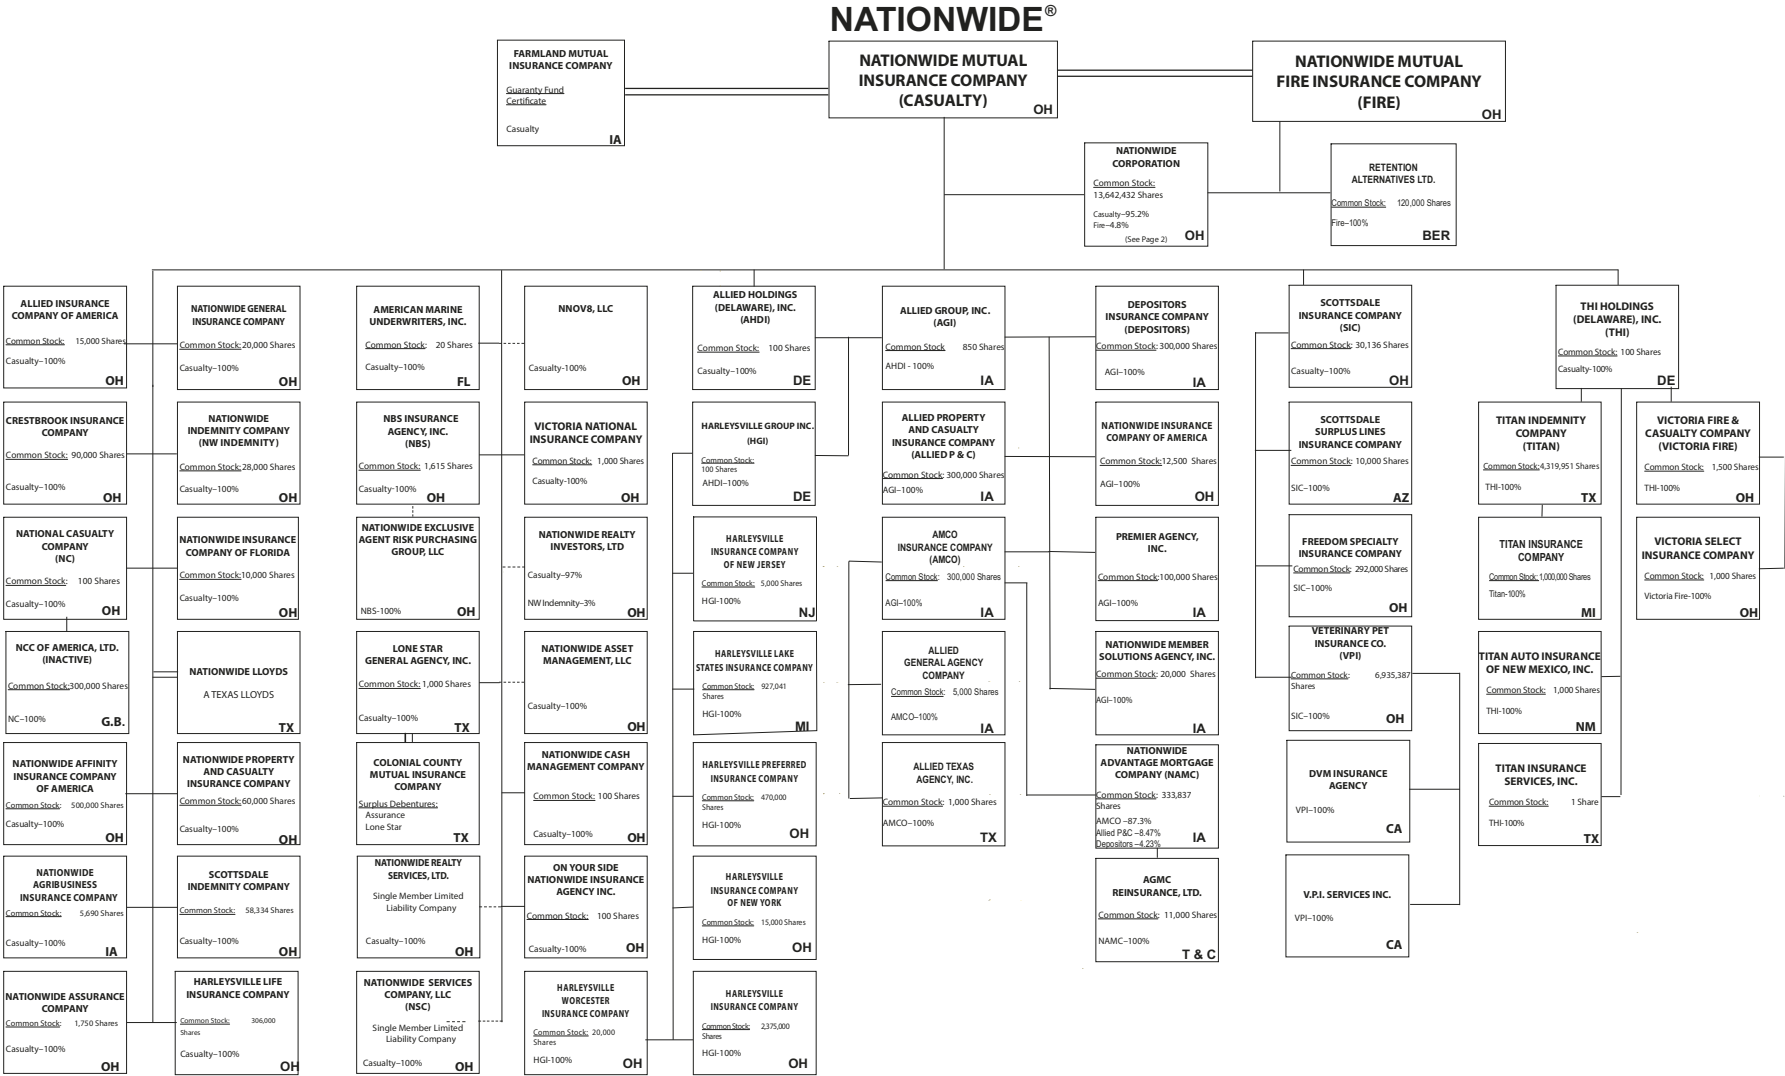 NATIONWIDE®
FARMLAND MUTUAL
INSURANCE COMPANY
Guaranty Fund
Certificate
Casualty
IA
NATIONWIDE MUTUAL
INSURANCE COMPANY
(CASUALTY)
OH
NATIONWIDE MUTUAL
FIRE INSURANCE COMPANY
(FIRE)
OH
NATIONWIDE
CORPORATION
Common Stock:
13,642,432 Shares
Casualty–95.2%
Fire–4.8%
(See Page 2)
OH
RETENTION
ALTERNATIVES LTD.
Common Stock: 120,000 Shares
Fire–100%
BER
ALLIED INSURANCE
COMPANY OF AMERICA
Common Stock: 15,000 Shares
Casualty–100%
OH
NATIONWIDE GENERAL
INSURANCE COMPANY
Common Stock: 20,000 Shares
Casualty–100%
OH
AMERICAN MARINE
UNDERWRITERS, INC.
Common Stock: 20 Shares
Casualty–100%
FL
NNOV8, LLC
Casualty-100%
OH
ALLIED HOLDINGS
(DELAWARE), INC.
(AHDI)
Common Stock: 100 Shares
Casualty–100%
DE
ALLIED GROUP, INC.
(AGI)
Common Stock 850 Shares
AHDI - 100%
IA
DEPOSITORS
INSURANCE COMPANY
(DEPOSITORS)
Common Stock: 300,000 Shares
AGI–100%
IA
SCOTTSDALE
INSURANCE COMPANY
(SIC)
Common Stock: 30,136 Shares
Casualty–100%
OH
THI HOLDINGS
(DELAWARE), INC.
(THI)
Common Stock: 100 Shares
Casualty-100%
DE
CRESTBROOK INSURANCE
COMPANY
Common Stock: 90,000 Shares
Casualty–100%
OH
NATIONWIDE
INDEMNITY COMPANY
(NW INDEMNITY)
Common Stock: 28,000 Shares
Casualty–100%
OH
NBS INSURANCE
AGENCY, INC.
(NBS)
Common Stock: 1,615 Shares
Casualty-100%
OH
VICTORIA NATIONAL
INSURANCE COMPANY
Common Stock: 1,000 Shares
Casualty-100%
OH
HARLEYSVILLE GROUP INC.
(HGI)
Common Stock:
100 Shares
AHDI–100%
DE
ALLIED PROPERTY
AND CASUALTY
INSURANCE COMPANY
(ALLIED P & C)
Common Stock: 300,000 Shares
AGI–100%
IA
NATIONWIDE INSURANCE
COMPANY OF AMERICA
Common Stock:12,500 Shares
AGI–100%
OH
SCOTTSDALE
SURPLUS LINES
INSURANCE COMPANY
Common Stock: 10,000 Shares
SIC–100%
AZ
TITAN INDEMNITY
COMPANY
(TITAN)
Common Stock:4,319,951 Shares
THI-100%
TX
VICTORIA FIRE &
CASUALTY COMPANY
(VICTORIA FIRE)
Common Stock: 1,500 Shares
THI-100%
OH
NATIONAL CASUALTY
COMPANY
(NC)
Common Stock: 100 Shares
Casualty–100%
OH
NATIONWIDE INSURANCE
COMPANY OF FLORIDA
Common Stock:10,000 Shares
Casualty–100%
OH
NATIONWIDE EXCLUSIVE
AGENT RISK PURCHASING
GROUP, LLC
NBS-100%
OH
NATIONWIDE REALTY
INVESTORS, LTD
Casualty–97%
NW Indemnity–3%
OH
HARLEYSVILLE
INSURANCE COMPANY
OF NEW JERSEY
Common Stock: 5,000 Shares
HGI-100%
NJ
AMCO
INSURANCE COMPANY
(AMCO)
Common Stock: 300,000 Shares
AGI–100%
IA
PREMIER AGENCY,
INC.
Common Stock:100,000 Shares
AGI–100%
IA
FREEDOM SPECIALTY
INSURANCE COMPANY
Common Stock: 292,000 Shares
SIC–100%
OH
TITAN INSURANCE
COMPANY
Common Stock: 1,000,000 Shares
Titan-100%
MI
VICTORIA SELECT
INSURANCE COMPANY
Common Stock: 1,000 Shares
Victoria Fire-100%
OH
NCC OF AMERICA, LTD.
(INACTIVE)
Common Stock:300,000 Shares
NC–100%
G.B.
NATIONWIDE LLOYDS
A TEXAS LLOYDS
TX
LONE STAR
GENERAL AGENCY, INC.
Common Stock: 1,000 Shares
Casualty–100%
TX
NATIONWIDE ASSET
MANAGEMENT, LLC
Casualty–100%
OH
HARLEYSVILLE LAKE
STATES INSURANCE COMPANY
Common Stock: 927,041
Shares
HGI-100%
MI
ALLIED
GENERAL AGENCY
COMPANY
Common Stock: 5,000 Shares
AMCO–100%
IA
NATIONWIDE MEMBER
SOLUTIONS AGENCY, INC.
Common Stock: 20,000 Shares
AGI–100%
IA
VETERINARY PET
INSURANCE CO.
(VPI)
Common Stock: 6,935,387
Shares
SIC–100%
OH
TITAN AUTO INSURANCE
OF NEW MEXICO, INC.
Common Stock: 1,000 Shares
THI-100%
NM
NATIONWIDE AFFINITY
INSURANCE COMPANY
OF AMERICA
Common Stock: 500,000 Shares
Casualty–100%
OH
NATIONWIDE PROPERTY
AND CASUALTY
INSURANCE COMPANY
Common Stock:60,000 Shares
Casualty–100%
OH
COLONIAL COUNTY
MUTUAL INSURANCE
COMPANY
Surplus Debentures:
Assurance
Lone Star
TX
NATIONWIDE CASH
MANAGEMENT COMPANY
Common Stock: 100 Shares
Casualty–100%
OH
HARLEYSVILLE PREFERRED
INSURANCE COMPANY
Common Stock: 470,000
Shares
HGI-100%
OH
ALLIED TEXAS
AGENCY, INC.
Common Stock: 1,000 Shares
AMCO–100%
TX
NATIONWIDE
ADVANTAGE MORTGAGE
COMPANY (NAMC)
Common Stock: 333,837
Shares
AMCO –87.3%
Allied P&C –8.47%
Depositors –4.23%
IA
DVM INSURANCE
AGENCY
VPI–100%
CA
TITAN INSURANCE
SERVICES, INC.
Common Stock: 1 Share
THI-100%
TX
NATIONWIDE
AGRIBUSINESS
INSURANCE COMPANY
Common Stock: 5,690 Shares
Casualty–100%
IA
SCOTTSDALE
INDEMNITY COMPANY
Common Stock: 58,334 Shares
Casualty–100%
OH
NATIONWIDE REALTY
SERVICES, LTD.
Single Member Limited
Liability Company
Casualty–100%
OH
ON YOUR SIDE
NATIONWIDE INSURANCE
AGENCY INC.
Common Stock: 100 Shares
Casualty-100%
OH
HARLEYSVILLE
INSURANCE COMPANY
OF NEW YORK
Common Stock: 15,000 Shares
HGI-100%
OH
AGMC
REINSURANCE, LTD.
Common Stock: 11,000 Shares
NAMC–100%
T & C
V.P.I. SERVICES INC.
VPI–100%
CA
NATIONWIDE ASSURANCE
COMPANY
Common Stock: 1,750 Shares
Casualty–100%
OH
HARLEYSVILLE LIFE
INSURANCE COMPANY
Common Stock: 306,000
Shares
Casualty–100%
OH
NATIONWIDE SERVICES
COMPANY, LLC
(NSC)
Single Member Limited
Liability Company
Casualty–100%
OH
HARLEYSVILLE
WORCESTER
INSURANCE COMPANY
Common Stock: 20,000
Shares
HGI-100%
OH
HARLEYSVILLE
INSURANCE COMPANY
Common Stock: 2,375,000
Shares
HGI-100%
OH